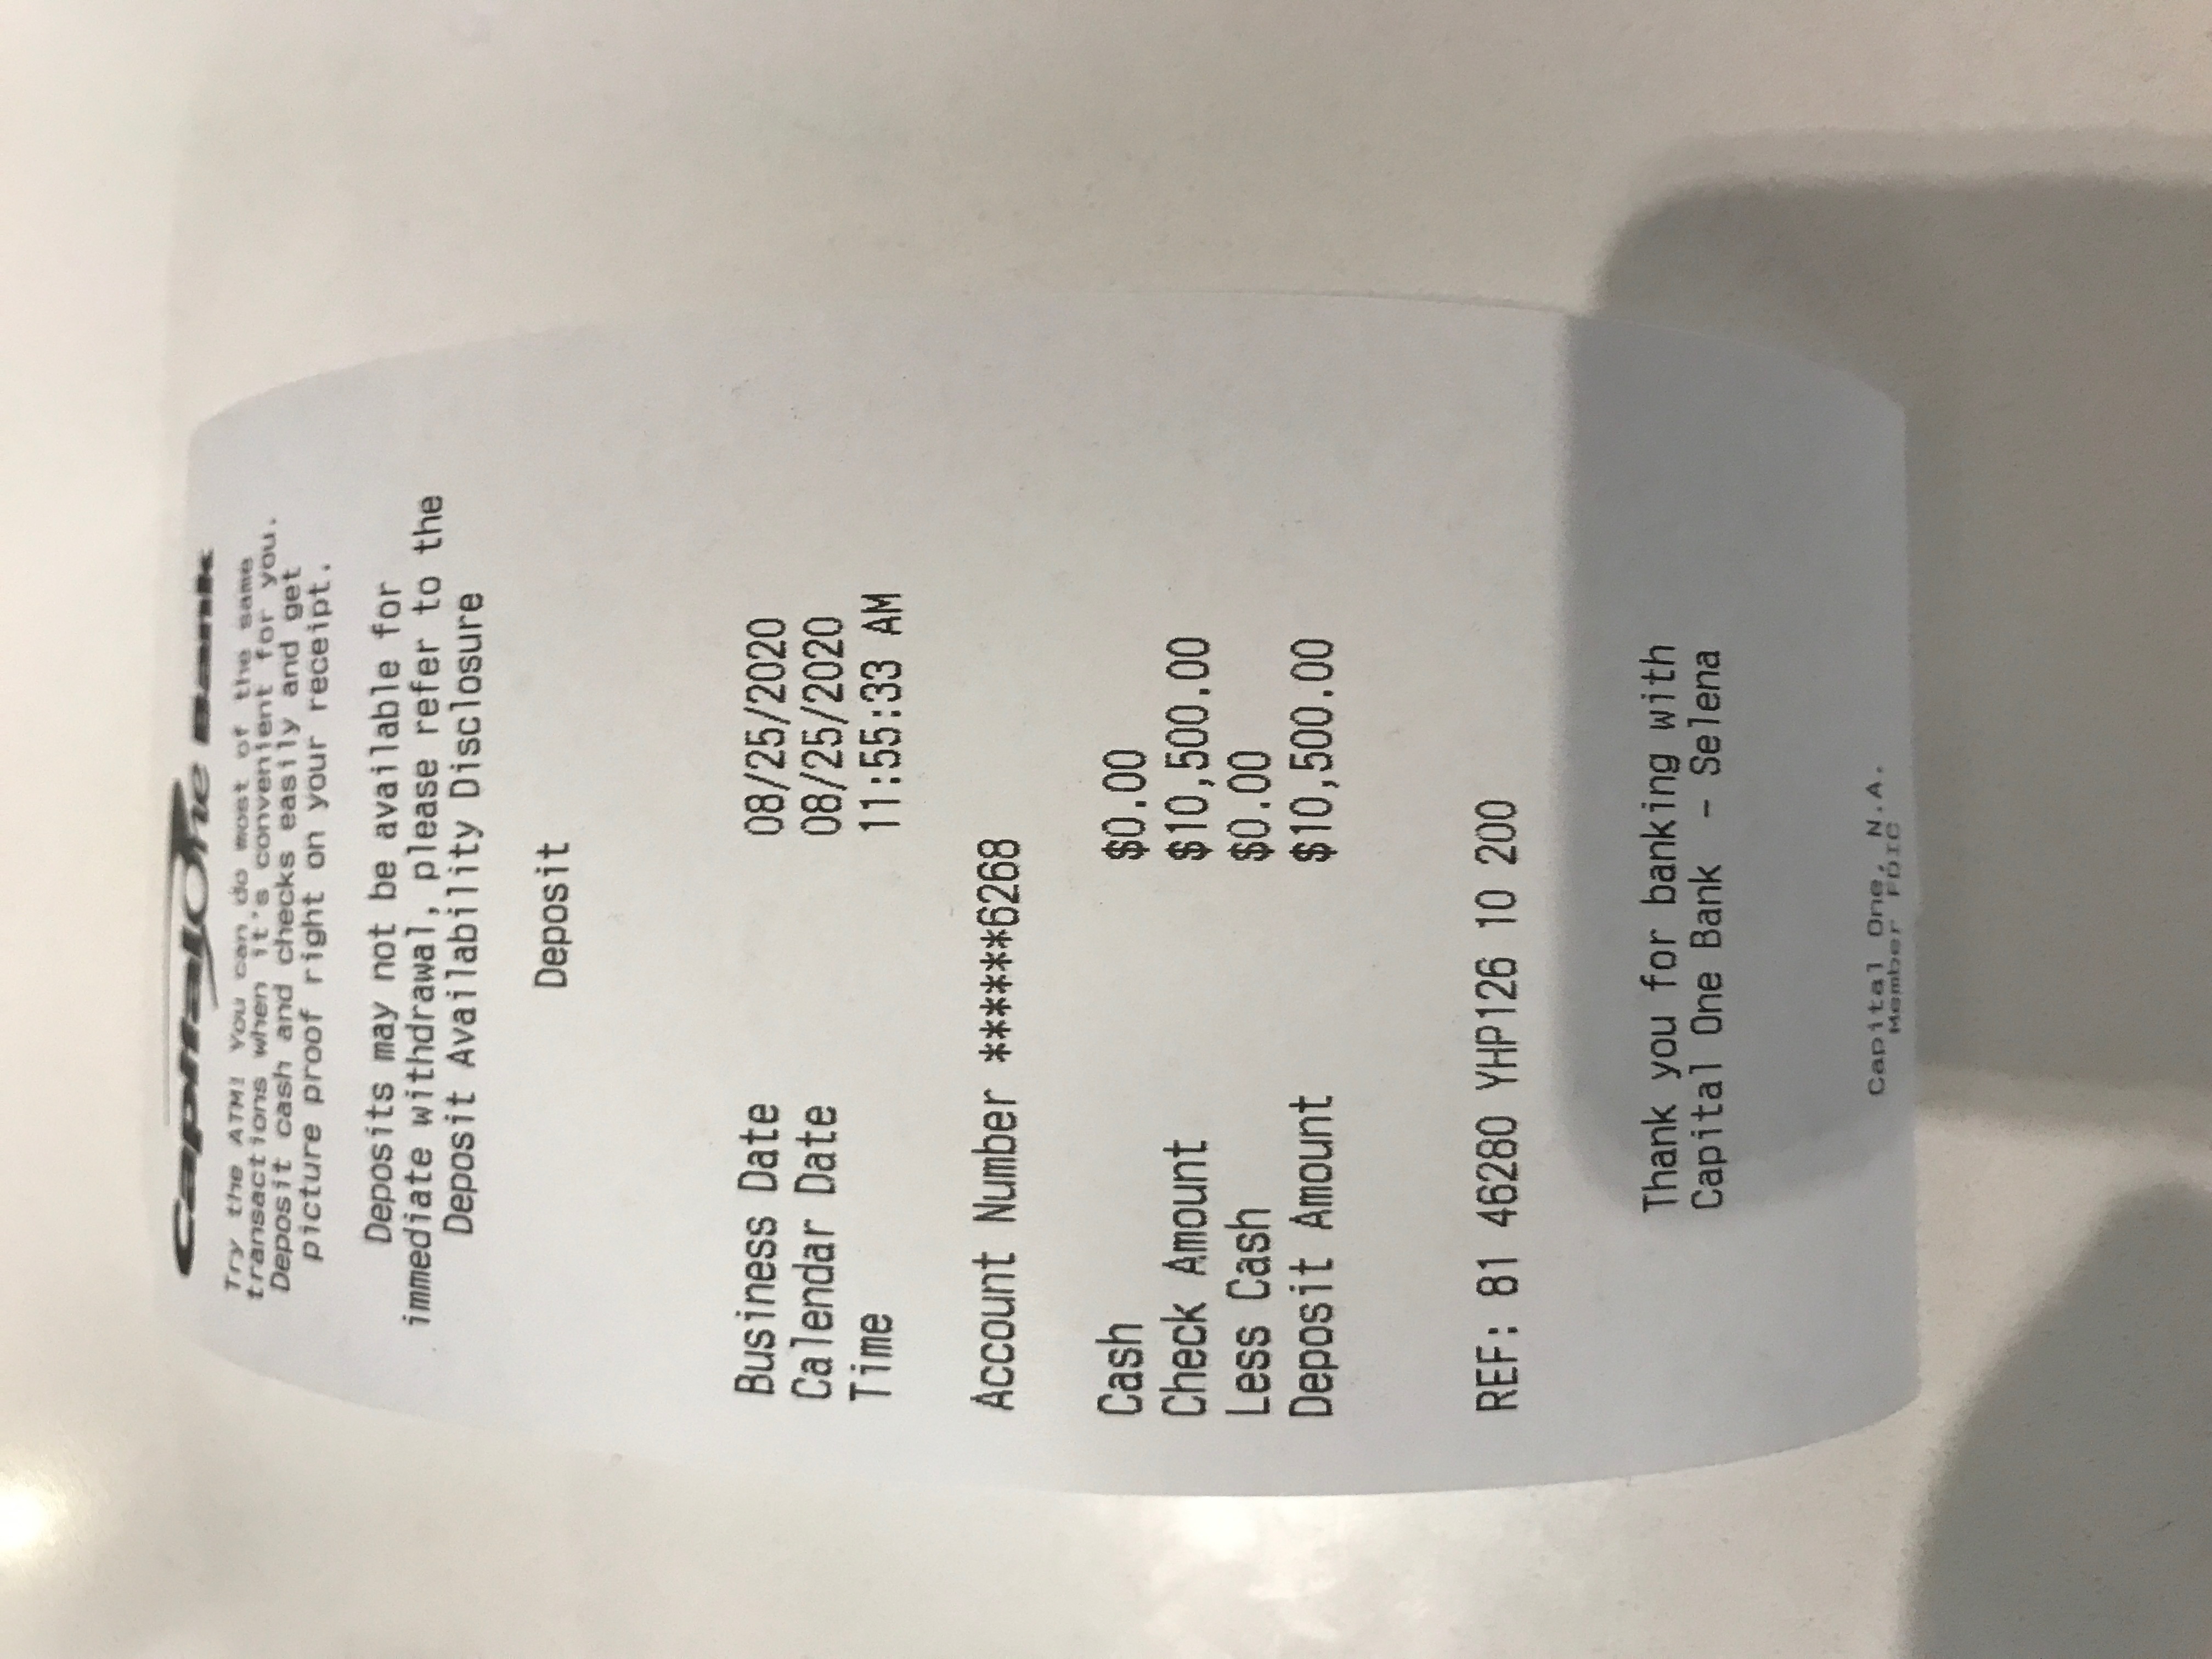 CapitalOne Bank
Try the ATM! You can do most of the same
transactions when it's convenient for you.
Deposit cash and checks easily and get
picture proof right on your receipt.
Deposits may not be available for
immediate withdrawal, please refer to the
Deposit Availability Disclosure
Deposit
Business Date 08/25/2020
Calendar Date 08/25/2020
Time 11:55:33 AM
Account Number ******6268
Cash $0.00
Check Amount $10,500.00
Less Cash $0.00
Deposit Amount $10,500.00
REF: 81 46280 YHP126 10 200
Thank you for banking with
Capital One Bank - Selena
Capital One, N.A.
Member FDIC